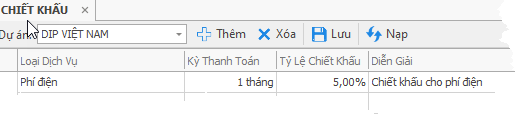 CHIẾT KHẤU
Dự án DIP VIỆT NAM Thêm Xóa Lưu Nạp
Loại Dịch Vụ Kỳ Thanh Toán Tỷ Lệ Chiết Khấu Diễn Giải
Phí điện 1 tháng 5,00% Chiết khấu cho phí điện